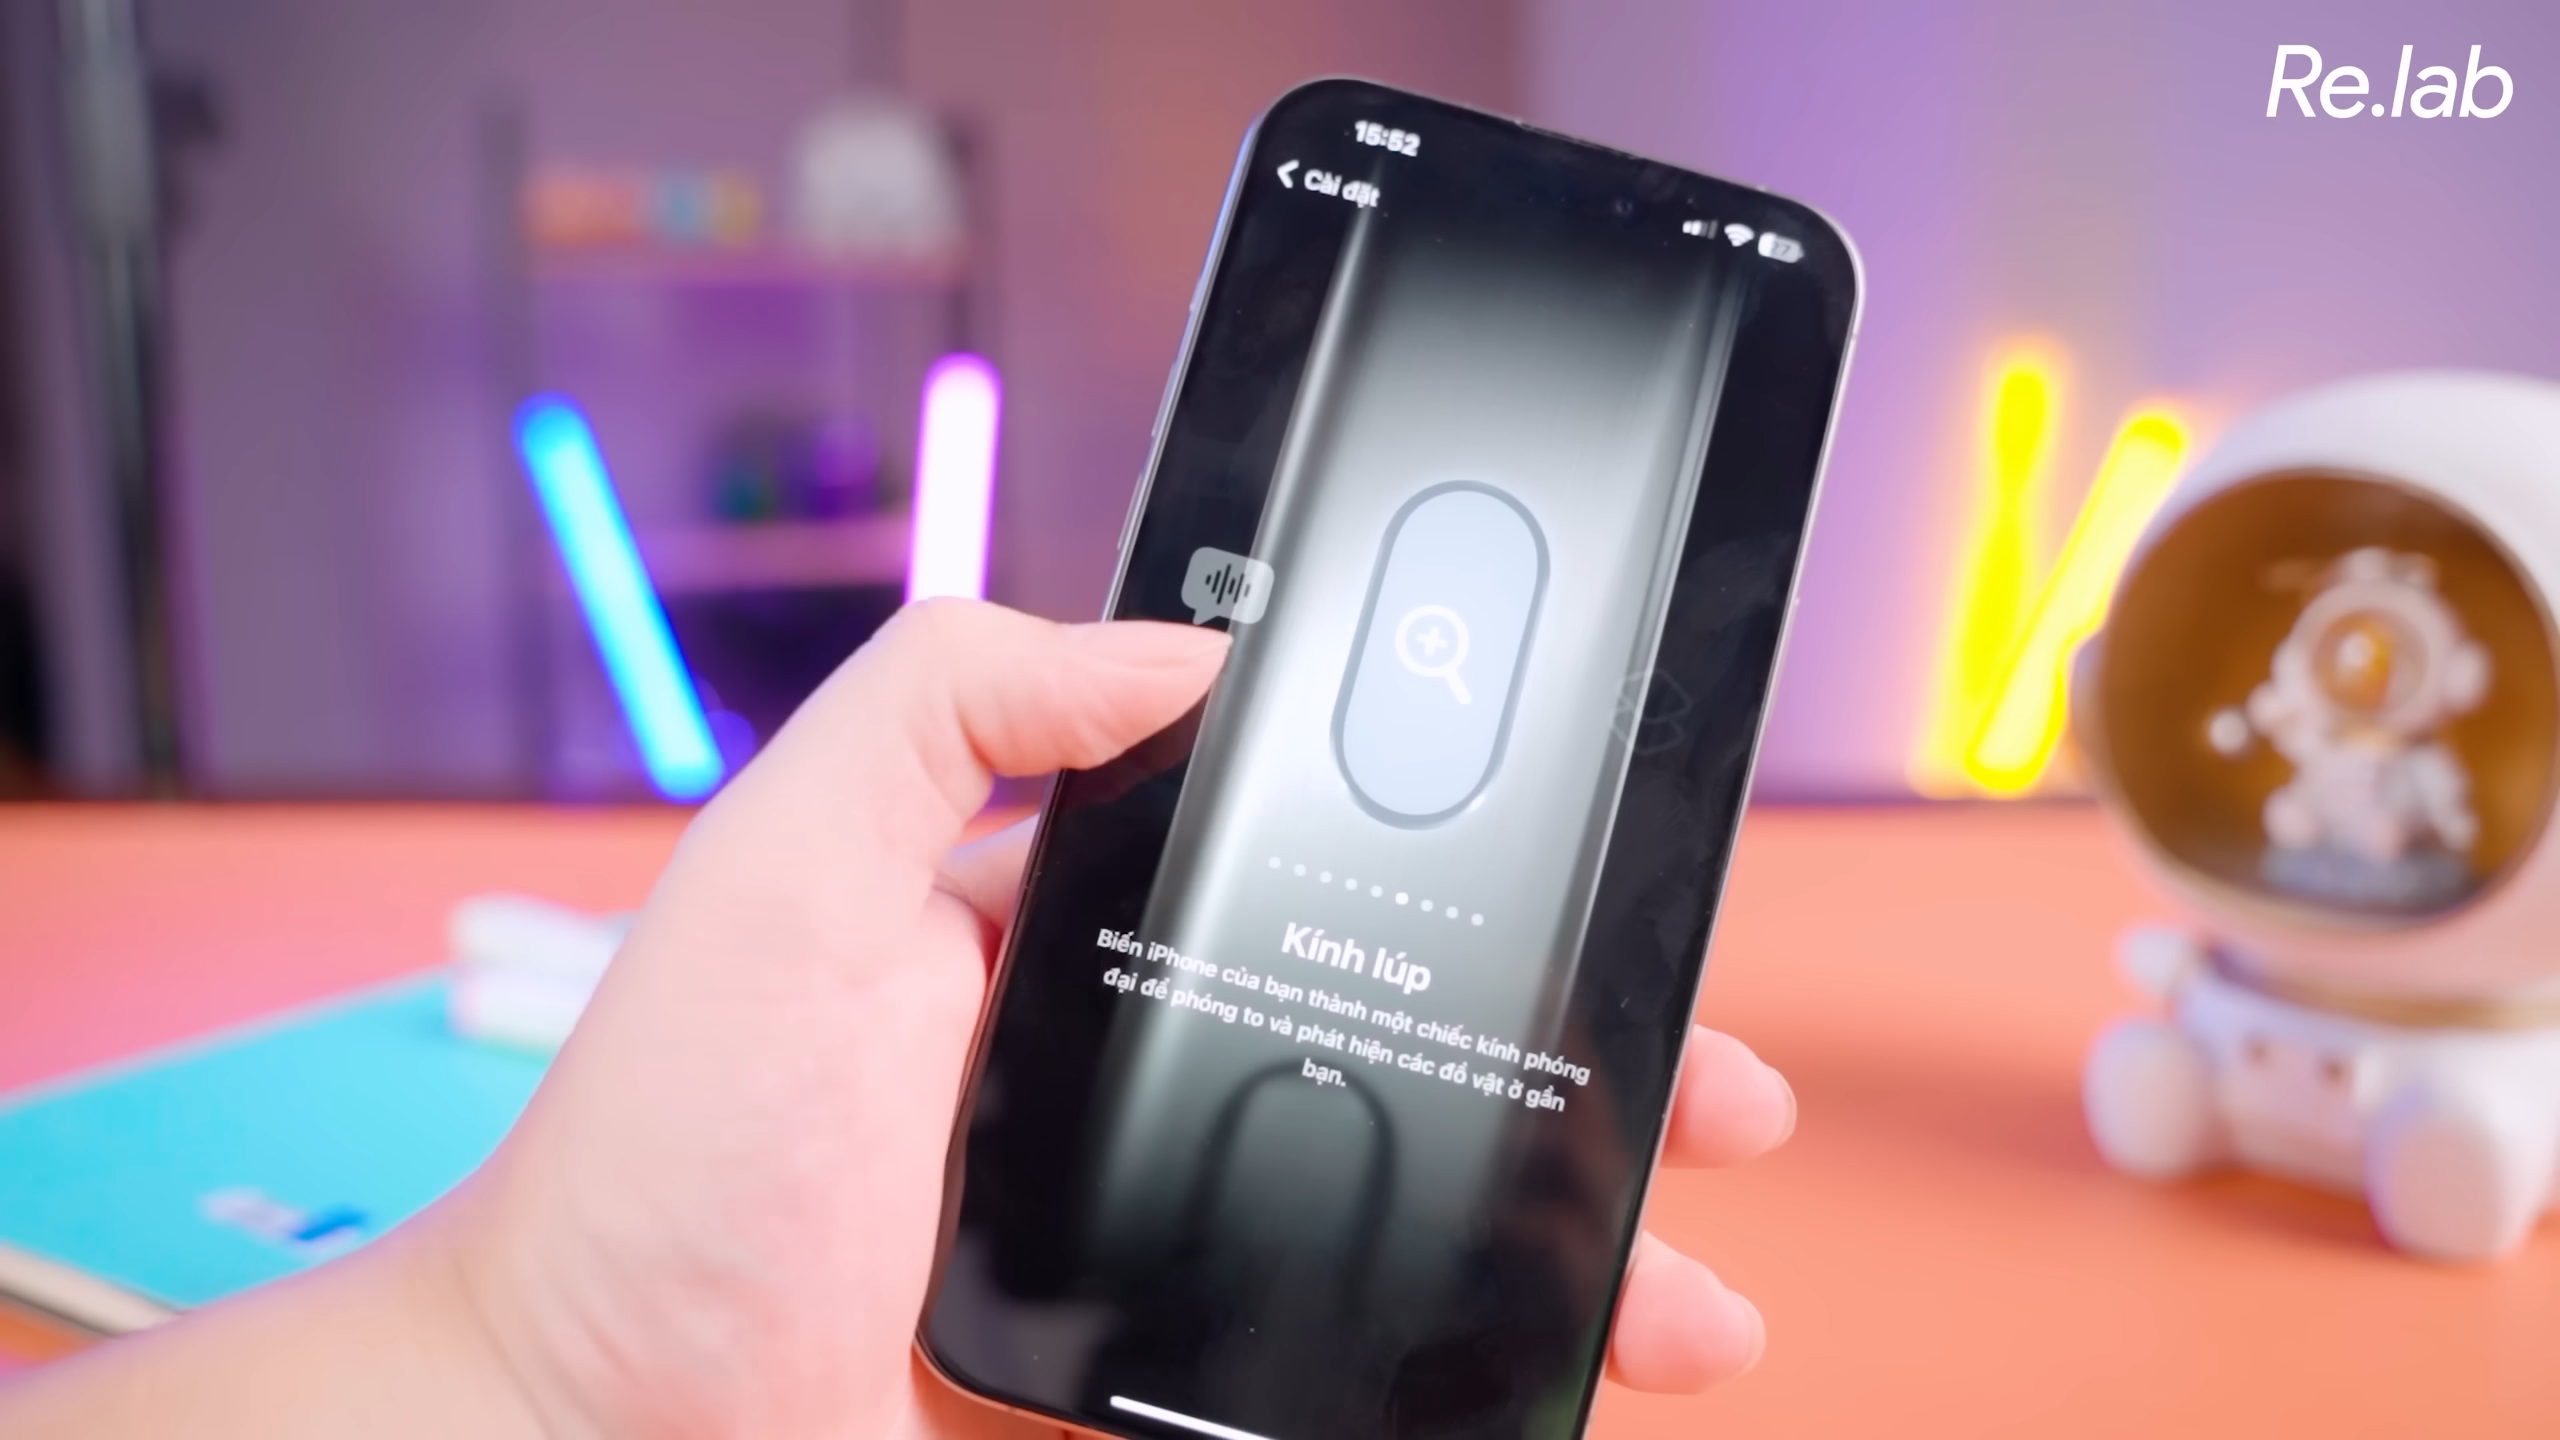 Re.lab
15:52
Cài đặt
77
Kính lúp
Biến iPhone của bạn thành một chiếc kính phóng
đại để phóng to và phát hiện các đồ vật ở gần
bạn.